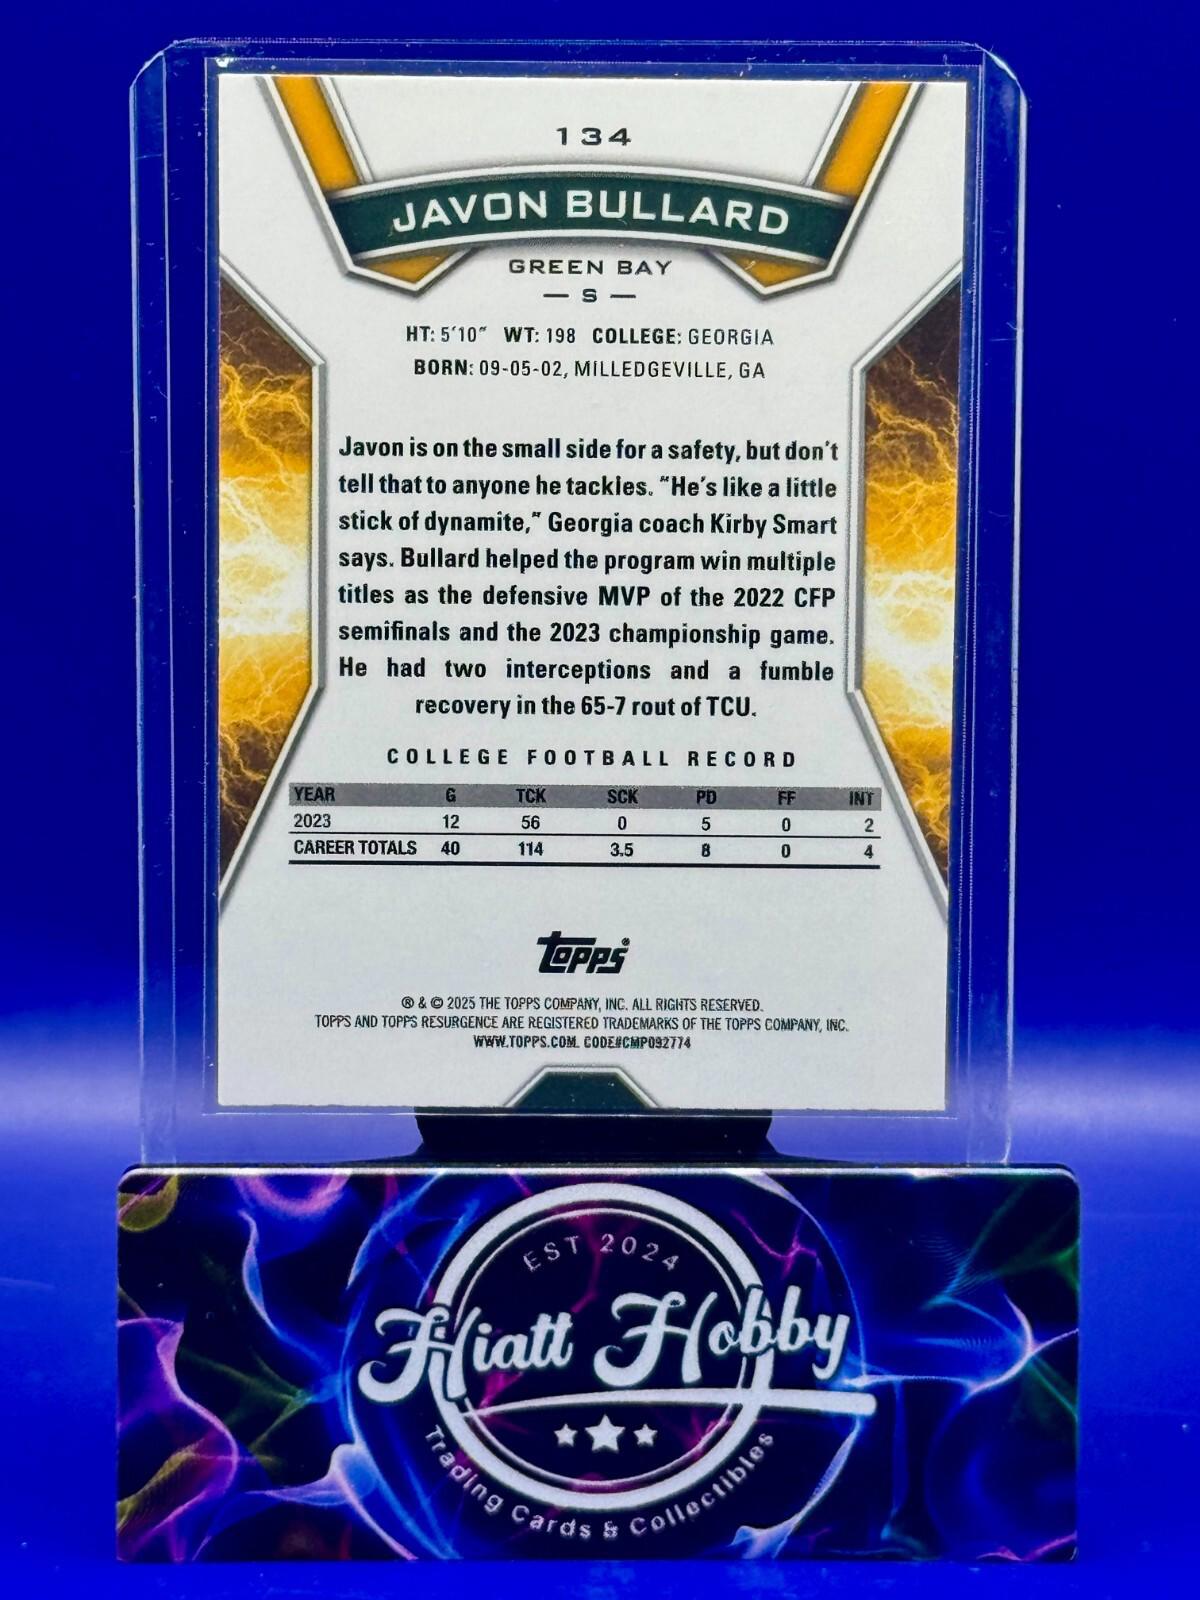 134
JAVON BULLARD
GREEN BAY
— S —
HT: 5'10" WT: 198 COLLEGE: GEORGIA
BORN: 09-05-02, MILLEDGEVILLE, GA
Javon is on the small side for a safety, but don't
tell that to anyone he tackles. "He's like a little
stick of dynamite," Georgia coach Kirby Smart
says. Bullard helped the program win multiple
titles as the defensive MVP of the 2022 CFP
semifinals and the 2023 championship game.
He had two interceptions and a fumble
recovery in the 65-7 rout of TCU.
COLLEGE FOOTBALL RECORD
YEAR G TCK SCK PD FF INT
2023 12 56 0 5 0 2
CAREER TOTALS 40 114 3.5 8 0 4
Topps®
® & © 2025 THE TOPPS COMPANY, INC. ALL RIGHTS RESERVED.
TOPPS AND TOPPS RESURGENCE ARE REGISTERED TRADEMARKS OF THE TOPPS COMPANY, INC.
WWW.TOPPS.COM. CODE#CMP092774
EST 2024
Hiatt Hobby
Trading Cards & Collectibles